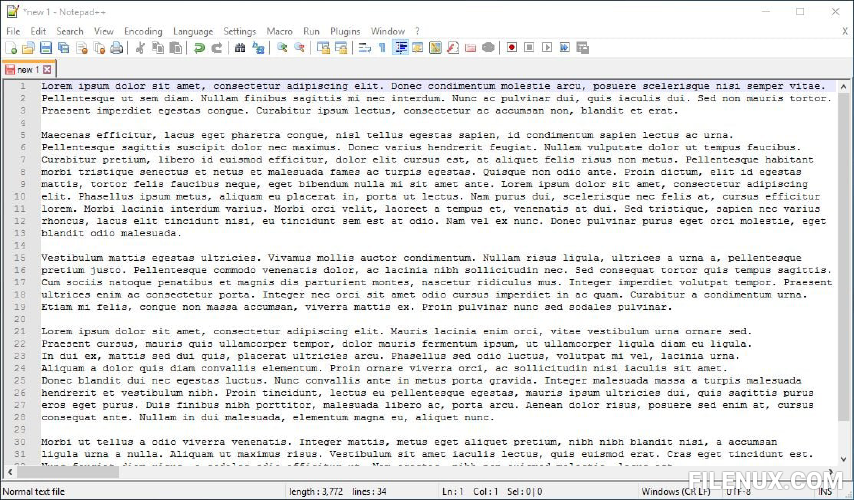 *new 1 - Notepad++
File Edit Search View Encoding Language Settings Macro Run Plugins Window ? X
new 1
1 Lorem ipsum dolor sit amet, consectetur adipiscing elit. Donec condimentum molestie arcu, posuere scelerisque nisi semper vitae.
2 Pellentesque ut sem diam. Nullam finibus sagittis mi nec interdum. Nunc ac pulvinar dui, quis iaculis dui. Sed non mauris tortor.
3 Praesent imperdiet egestas congue. Curabitur ipsum lectus, consectetur ac accumsan non, blandit et erat.
4
5 Maecenas efficitur, lacus eget pharetra congue, nisl tellus egestas sapien, id condimentum sapien lectus ac urna.
6 Pellentesque sagittis suscipit dolor nec maximus. Donec varius hendrerit feugiat. Nullam vulputate dolor ut tempus faucibus.
7 Curabitur pretium, libero id euismod efficitur, dolor elit cursus est, at aliquet felis risus non metus. Pellentesque habitant
8 morbi tristique senectus et netus et malesuada fames ac turpis egestas. Quisque non odio ante. Proin dictum, elit id egestas
9 mattis, tortor felis faucibus neque, eget bibendum nulla mi sit amet ante. Lorem ipsum dolor sit amet, consectetur adipiscing
10 elit. Phasellus ipsum metus, aliquam eu placerat in, porta ut lectus. Nam purus dui, scelerisque nec felis at, cursus efficitur
11 lorem. Morbi lacinia interdum varius. Morbi orci velit, laoreet a tempus et, venenatis at dui. Sed tristique, sapien nec varius
12 rhoncus, lacus elit tincidunt nisi, eu tincidunt sem est at odio. Nam vel ex nunc. Donec pulvinar purus eget orci molestie, eget
13 blandit odio malesuada.
14
15 Vestibulum mattis egestas ultricies. Vivamus mollis auctor condimentum. Nullam risus ligula, ultrices a urna a, pellentesque
16 pretium justo. Pellentesque commodo venenatis dolor, ac lacinia nibh sollicitudin nec. Sed consequat tortor quis tempus sagittis.
17 Cum sociis natoque penatibus et magnis dis parturient montes, nascetur ridiculus mus. Integer imperdiet volutpat tempor. Praesent
18 ultrices enim ac consectetur porta. Integer nec orci sit amet odio cursus imperdiet in ac quam. Curabitur a condimentum urna.
19 Etiam mi felis, congue non massa accumsan, viverra mattis ex. Proin pulvinar nunc sed sodales pulvinar.
20
21 Lorem ipsum dolor sit amet, consectetur adipiscing elit. Mauris lacinia enim orci, vitae vestibulum urna ornare sed.
22 Praesent cursus, mauris quis ullamcorper tempor, dolor mauris fermentum ipsum, ut ullamcorper ligula diam eu ligula.
23 In dui ex, mattis sed dui quis, placerat ultricies arcu. Phasellus sed odio luctus, volutpat mi vel, lacinia urna.
24 Aliquam a dolor quis diam convallis elementum. Proin ornare viverra orci, ac sollicitudin nisi iaculis sit amet.
25 Donec blandit dui nec egestas luctus. Nunc convallis ante in metus porta gravida. Integer malesuada massa a turpis malesuada
26 hendrerit et vestibulum nibh. Proin tincidunt, lectus eu pellentesque egestas, mauris ipsum ultricies dui, quis sagittis purus
27 eros eget purus. Duis finibus nibh porttitor, malesuada libero ac, porta arcu. Aenean dolor risus, posuere sed enim at, cursus
28 consequat ante. Nullam in dui malesuada, elementum magna eu, aliquet nunc.
29
30 Morbi ut tellus a odio viverra venenatis. Integer mattis, metus eget aliquet pretium, nibh nibh blandit nisi, a accumsan
31 ligula urna a nulla. Aliquam ut maximus risus. Vestibulum sit amet iaculis lectus, quis euismod erat. Cras eget tincidunt est.
Normal text file length : 3,772 lines : 34 Ln : 1 Col : 1 Sel : 0 | 0 Windows (CR LF) UTF-8 INS
FILENUX.COM